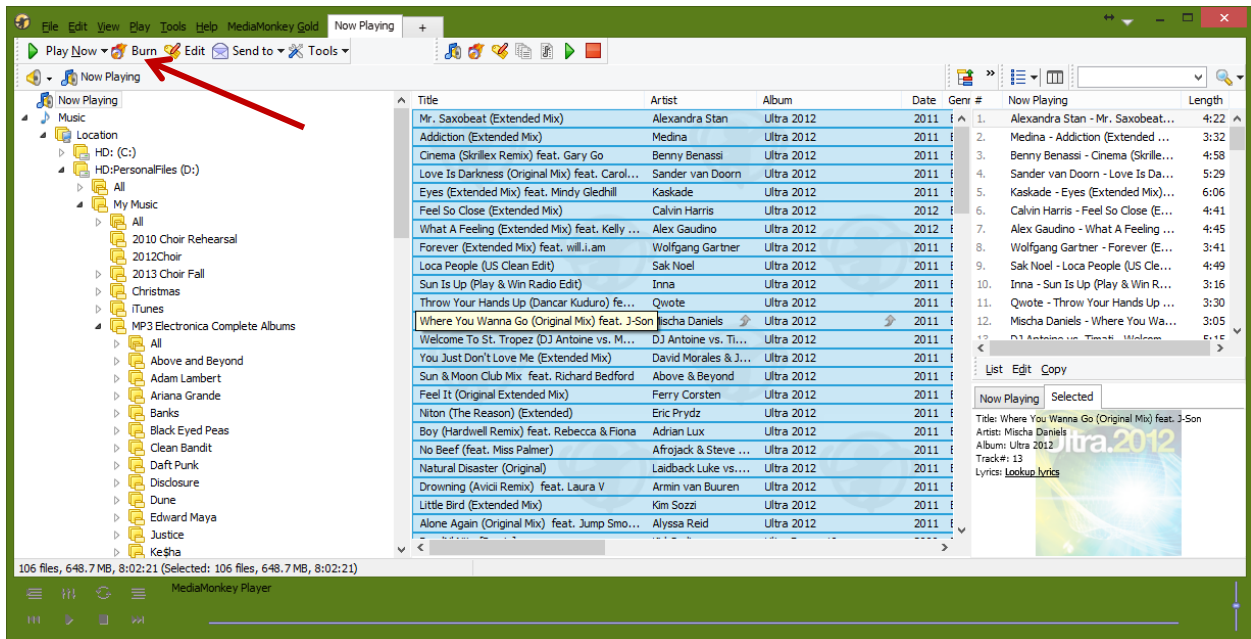 File Edit View Play Tools Help MediaMonkey Gold Now Playing +
Play Now Burn Edit Send to Tools
Now Playing »
Now Playing
Music
Location
HD: (C:)
HD:PersonalFiles (D:)
All
My Music
All
2010 Choir Rehearsal
2012Choir
2013 Choir Fall
Christmas
iTunes
MP3 Electronica Complete Albums
All
Above and Beyond
Adam Lambert
Ariana Grande
Banks
Black Eyed Peas
Clean Bandit
Daft Punk
Disclosure
Dune
Edward Maya
Justice
Ke$ha
Title Artist Album Date Genr
Mr. Saxobeat (Extended Mix) Alexandra Stan Ultra 2012 2011
Addiction (Extended Mix) Medina Ultra 2012 2011
Cinema (Skrillex Remix) feat. Gary Go Benny Benassi Ultra 2012 2011
Love Is Darkness (Original Mix) feat. Carol... Sander van Doorn Ultra 2012 2011
Eyes (Extended Mix) feat. Mindy Gledhill Kaskade Ultra 2012 2011
Feel So Close (Extended Mix) Calvin Harris Ultra 2012 2012
What A Feeling (Extended Mix) feat. Kelly ... Alex Gaudino Ultra 2012 2012
Forever (Extended Mix) feat. will.i.am Wolfgang Gartner Ultra 2012 2011
Loca People (US Clean Edit) Sak Noel Ultra 2012 2011
Sun Is Up (Play & Win Radio Edit) Inna Ultra 2012 2011
Throw Your Hands Up (Dancar Kuduro) fe... Qwote Ultra 2012 2011
Where You Wanna Go (Original Mix) feat. J-Son Mischa Daniels Ultra 2012 2011
Welcome To St. Tropez (DJ Antoine vs. M... DJ Antoine vs. Ti... Ultra 2012 2011
You Just Don't Love Me (Extended Mix) David Morales & J... Ultra 2012 2011
Sun & Moon Club Mix feat. Richard Bedford Above & Beyond Ultra 2012 2011
Feel It (Original Extended Mix) Ferry Corsten Ultra 2012 2011
Niton (The Reason) (Extended) Eric Prydz Ultra 2012 2011
Boy (Hardwell Remix) feat. Rebecca & Fiona Adrian Lux Ultra 2012 2011
No Beef (feat. Miss Palmer) Afrojack & Steve ... Ultra 2012 2011
Natural Disaster (Original) Laidback Luke vs.... Ultra 2012 2011
Drowning (Avicii Remix) feat. Laura V Armin van Buuren Ultra 2012 2011
Little Bird (Extended Mix) Kim Sozzi Ultra 2012 2011
Alone Again (Original Mix) feat. Jump Smo... Alyssa Reid Ultra 2012 2011
# Now Playing Length
1. Alexandra Stan - Mr. Saxobeat... 4:22
2. Medina - Addiction (Extended ... 3:32
3. Benny Benassi - Cinema (Skrille... 4:58
4. Sander van Doorn - Love Is Da... 5:29
5. Kaskade - Eyes (Extended Mix)... 6:06
6. Calvin Harris - Feel So Close (E... 4:41
7. Alex Gaudino - What A Feeling ... 4:45
8. Wolfgang Gartner - Forever (E... 3:41
9. Sak Noel - Loca People (US Cle... 4:49
10. Inna - Sun Is Up (Play & Win R... 3:16
11. Qwote - Throw Your Hands Up ... 3:30
12. Mischa Daniels - Where You Wa... 3:05
List Edit Copy
Now Playing Selected
Title: Where You Wanna Go (Original Mix) feat. J-Son
Artist: Mischa Daniels
Album: Ultra 2012
Track#: 13
Lyrics: Lookup lyrics
Ultra.2012
106 files, 648.7 MB, 8:02:21 (Selected: 106 files, 648.7 MB, 8:02:21)
MediaMonkey Player